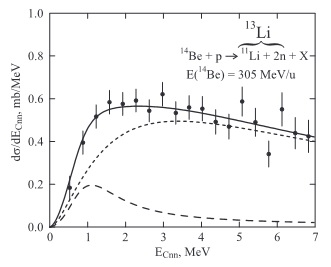 ¹³Li
¹⁴Be + p → ¹¹Li + 2n + X
E(¹⁴Be) = 305 MeV/u
dσ/dE_Cnn, mb/MeV
1.0
0.8
0.6
0.4
0.2
0.0
0 1 2 3 4 5 6 7
E_Cnn, MeV